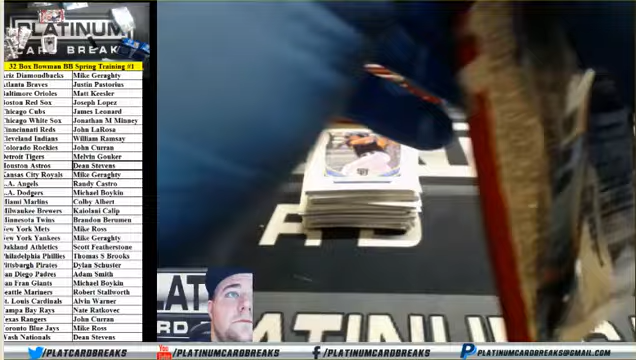 PLATINUM
CARD BREAK
32 Box Bowman BB Spring Training #1
Ariz Diamondbacks Mike Geraghty
Atlanta Braves Justin Pastorius
Baltimore Orioles Matt Keesler
Boston Red Sox Joseph Lopez
Chicago Cubs James Leonard
Chicago White Sox Jonathan M Minney
Cinncinnati Reds John LaRosa
Cleveland Indians William Ramsay
Colorado Rockies John Curran
Detroit Tigers Melvin Gonker
Houston Astros Dean Stevens
Kansas City Royals Mike Geraghty
L.A. Angels Randy Castro
L.A. Dodgers Michael Boykin
Miami Marlins Colby Albert
Milwaukee Brewers Kaiolani Calip
Minnesota Twins Brandon Berumen
New York Mets Mike Ross
New York Yankees Mike Geraghty
Oakland Athletics Scott Featherstone
Philadelphia Phillies Thomas S Brooks
Pittsburgh Pirates Dylan Schuster
San Diego Padres Adam Smith
San Fran Giants Michael Boykin
Seattle Mariners Robert Stallworth
St. Louis Cardinals Alvin Warner
Tampa Bay Rays Nate Ratkover
Texas Rangers John Curran
Toronto Blue Jays Mike Ross
Wash Nationals Dean Stevens
/PLATCARDBREAKS
You Tube /PLATINUMCARDBREAKS
/PLATINUMCARDBREAKS
PLATINUMCARDBREAKS@GMAIL.COM